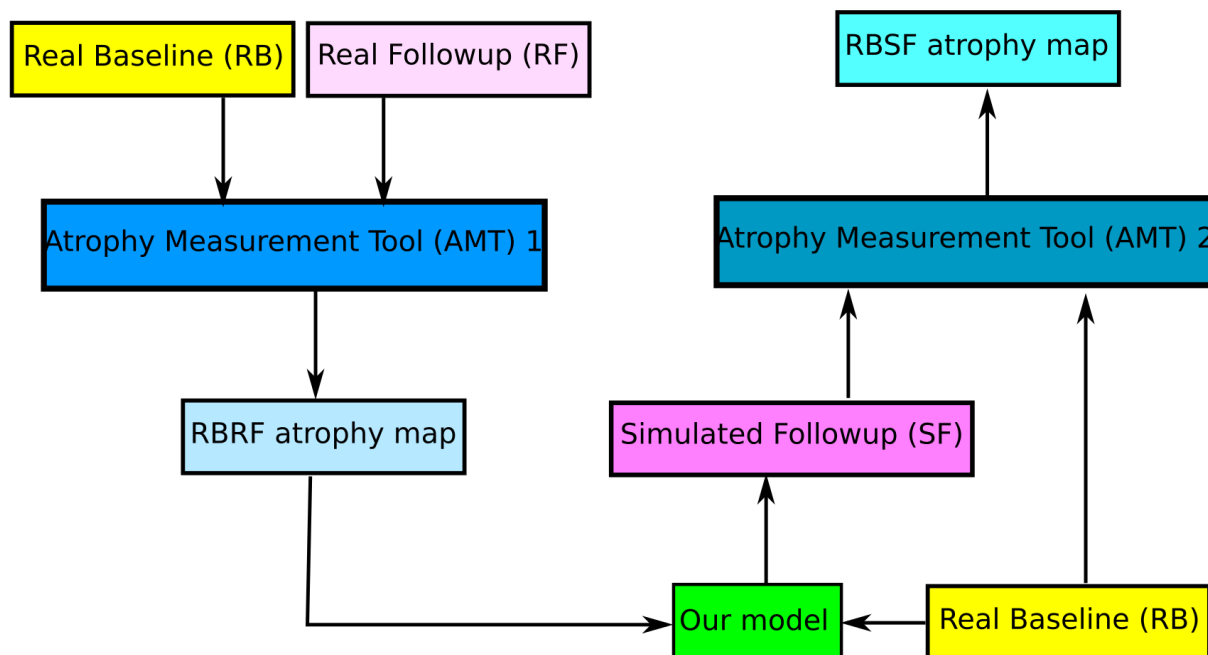 Real Baseline (RB)
Real Followup (RF)
RBSF atrophy map
Atrophy Measurement Tool (AMT) 1
Atrophy Measurement Tool (AMT) 2
RBRF atrophy map
Simulated Followup (SF)
Our model
Real Baseline (RB)